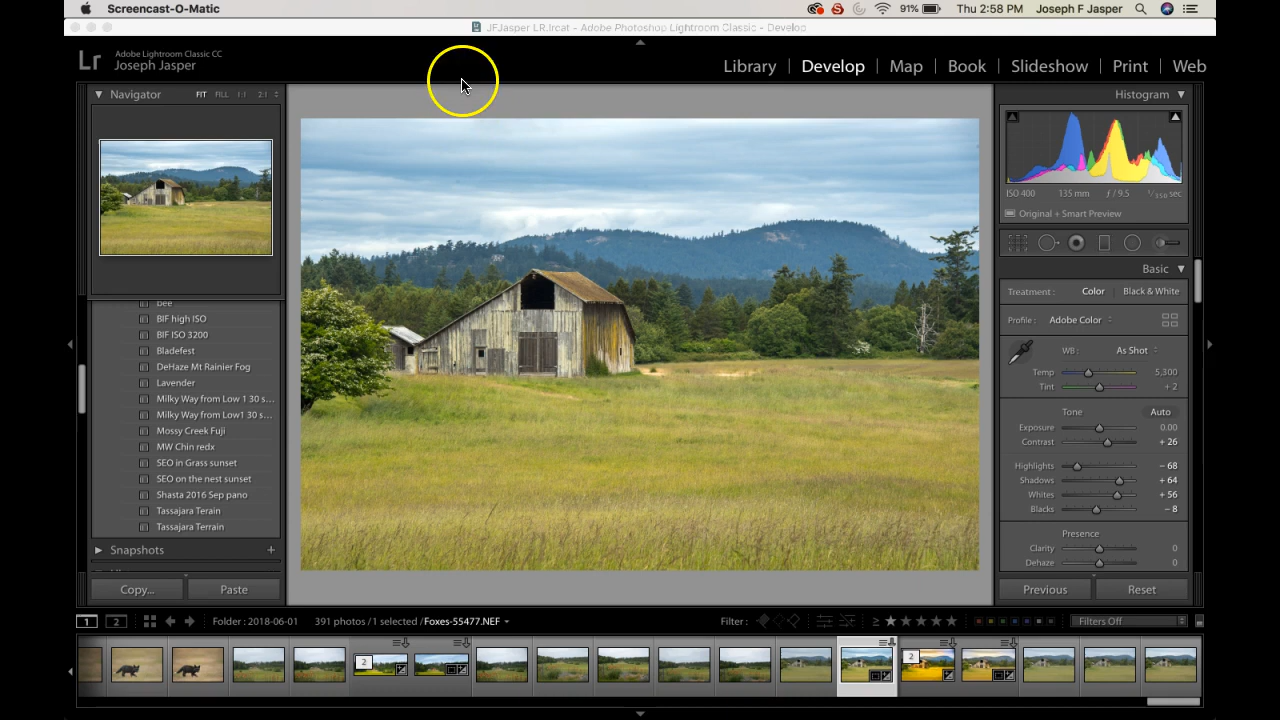 Screencast-O-Matic
91%
Thu 2:58 PM
Joseph F Jasper
JFJasper LR.lrcat - Adobe Photoshop Lightroom Classic - Develop
Lr
Adobe Lightroom Classic CC
Joseph Jasper
Library | Develop | Map | Book | Slideshow | Print | Web
Navigator
FIT FILL 1:1 2:1
bee
BIF high ISO
BIF ISO 3200
Bladefest
DeHaze Mt Rainier Fog
Lavender
Milky Way from Low 1 30 s...
Milky Way from Low1 30 s...
Mossy Creek Fuji
MW Chin redx
SEO in Grass sunset
SEO on the nest sunset
Shasta 2016 Sep pano
Tassajara Terain
Tassajara Terrain
Snapshots +
Copy... Paste
Histogram
ISO 400 135 mm ƒ / 9.5 1/150 sec
Original + Smart Preview
Basic
Treatment : Color Black & White
Profile : Adobe Color
WB : As Shot
Temp 5,300
Tint + 2
Tone Auto
Exposure 0.00
Contrast + 26
Highlights − 68
Shadows + 64
Whites + 56
Blacks − 8
Presence
Clarity 0
Dehaze 0
Previous Reset
1 2
Folder : 2018-06-01
391 photos / 1 selected / Foxes-55477.NEF
Filter :
≥ ★★★★★
Filters Off
2
2